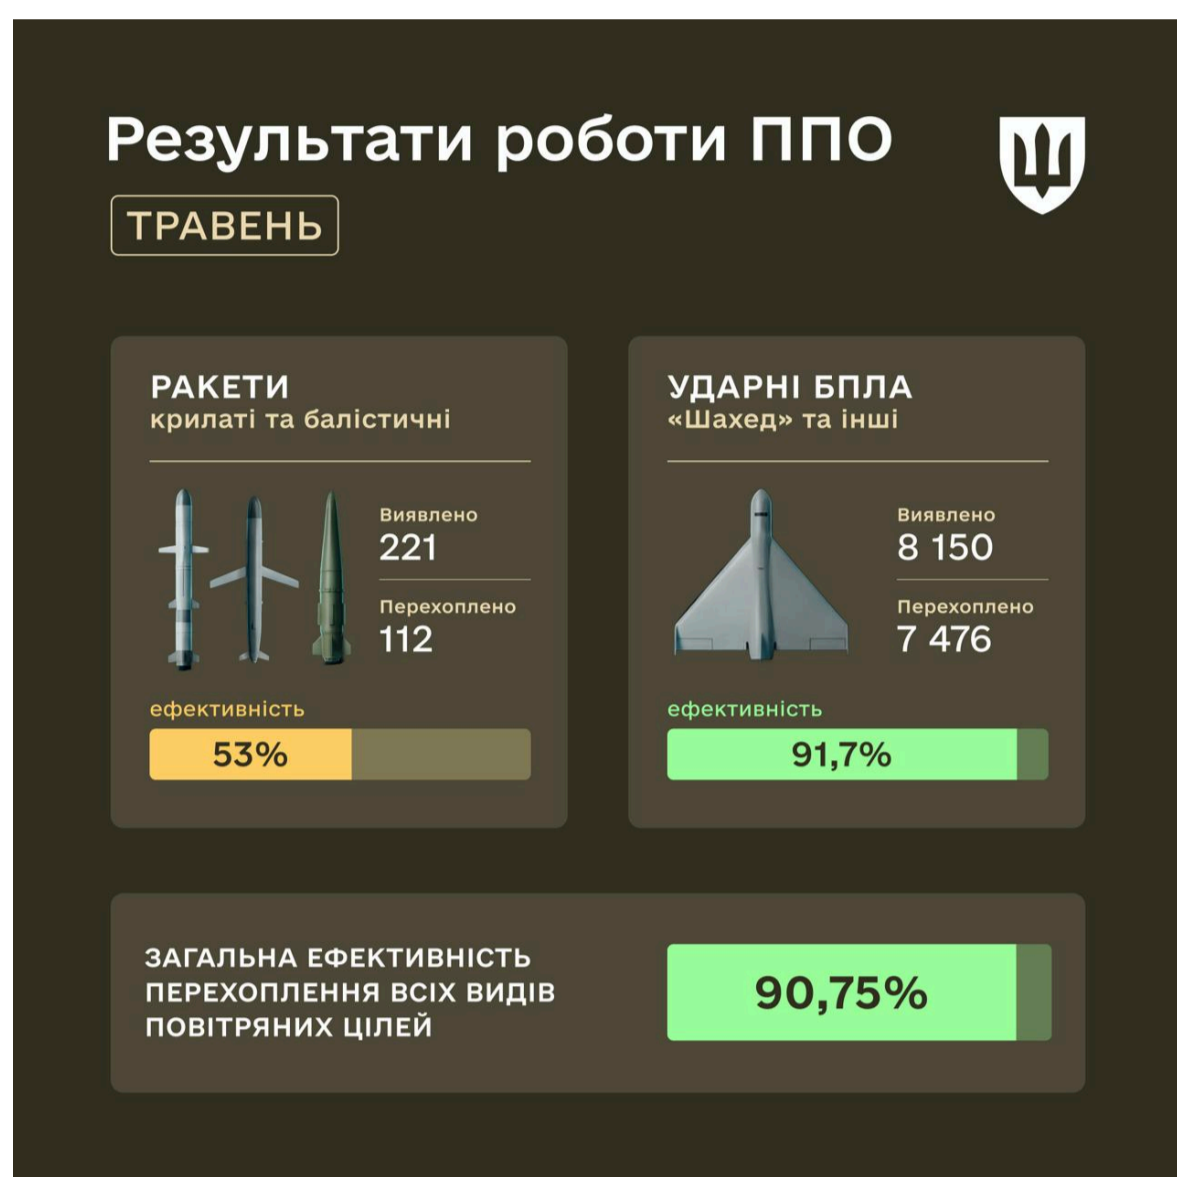 Результати роботи ППО
ТРАВЕНЬ
РАКЕТИ
крилаті та балістичні
Виявлено
221
Перехоплено
112
ефективність
53%
УДАРНІ БПЛА
«Шахед» та інші
Виявлено
8 150
Перехоплено
7 476
ефективність
91,7%
ЗАГАЛЬНА ЕФЕКТИВНІСТЬ
ПЕРЕХОПЛЕННЯ ВСІХ ВИДІВ
ПОВІТРЯНИХ ЦІЛЕЙ
90,75%